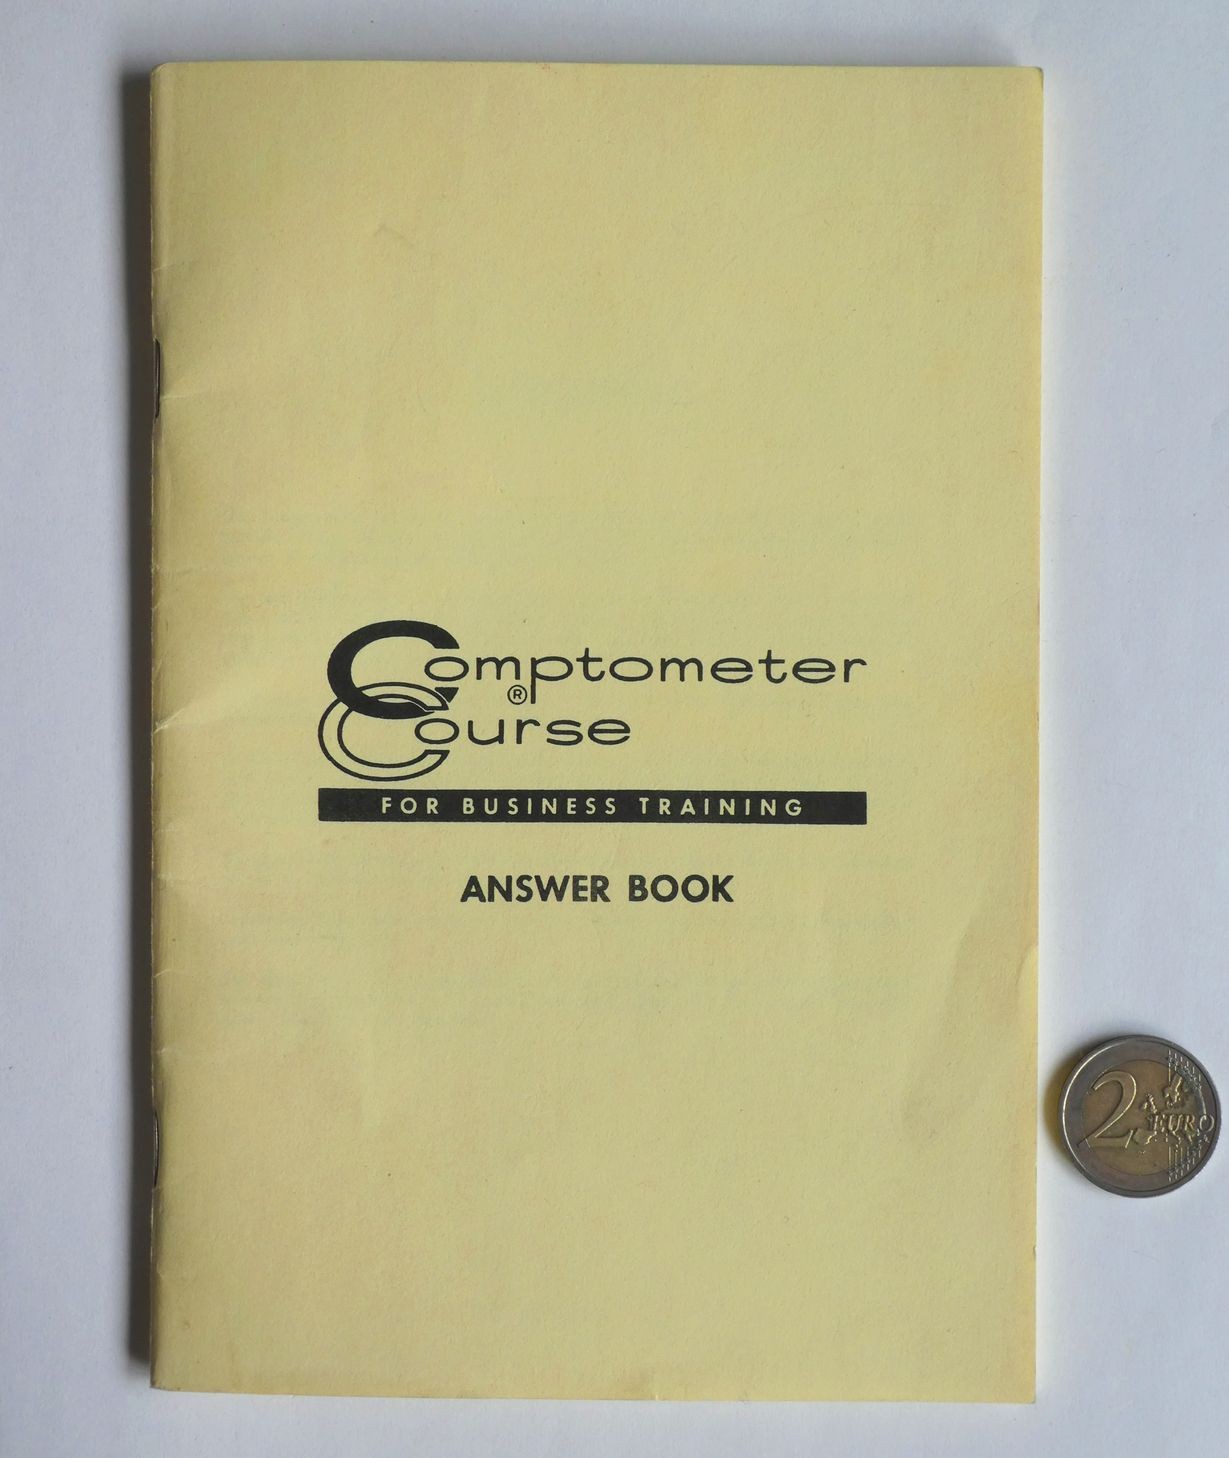 Comptometer
®
Course
FOR BUSINESS TRAINING
ANSWER BOOK
2 EURO